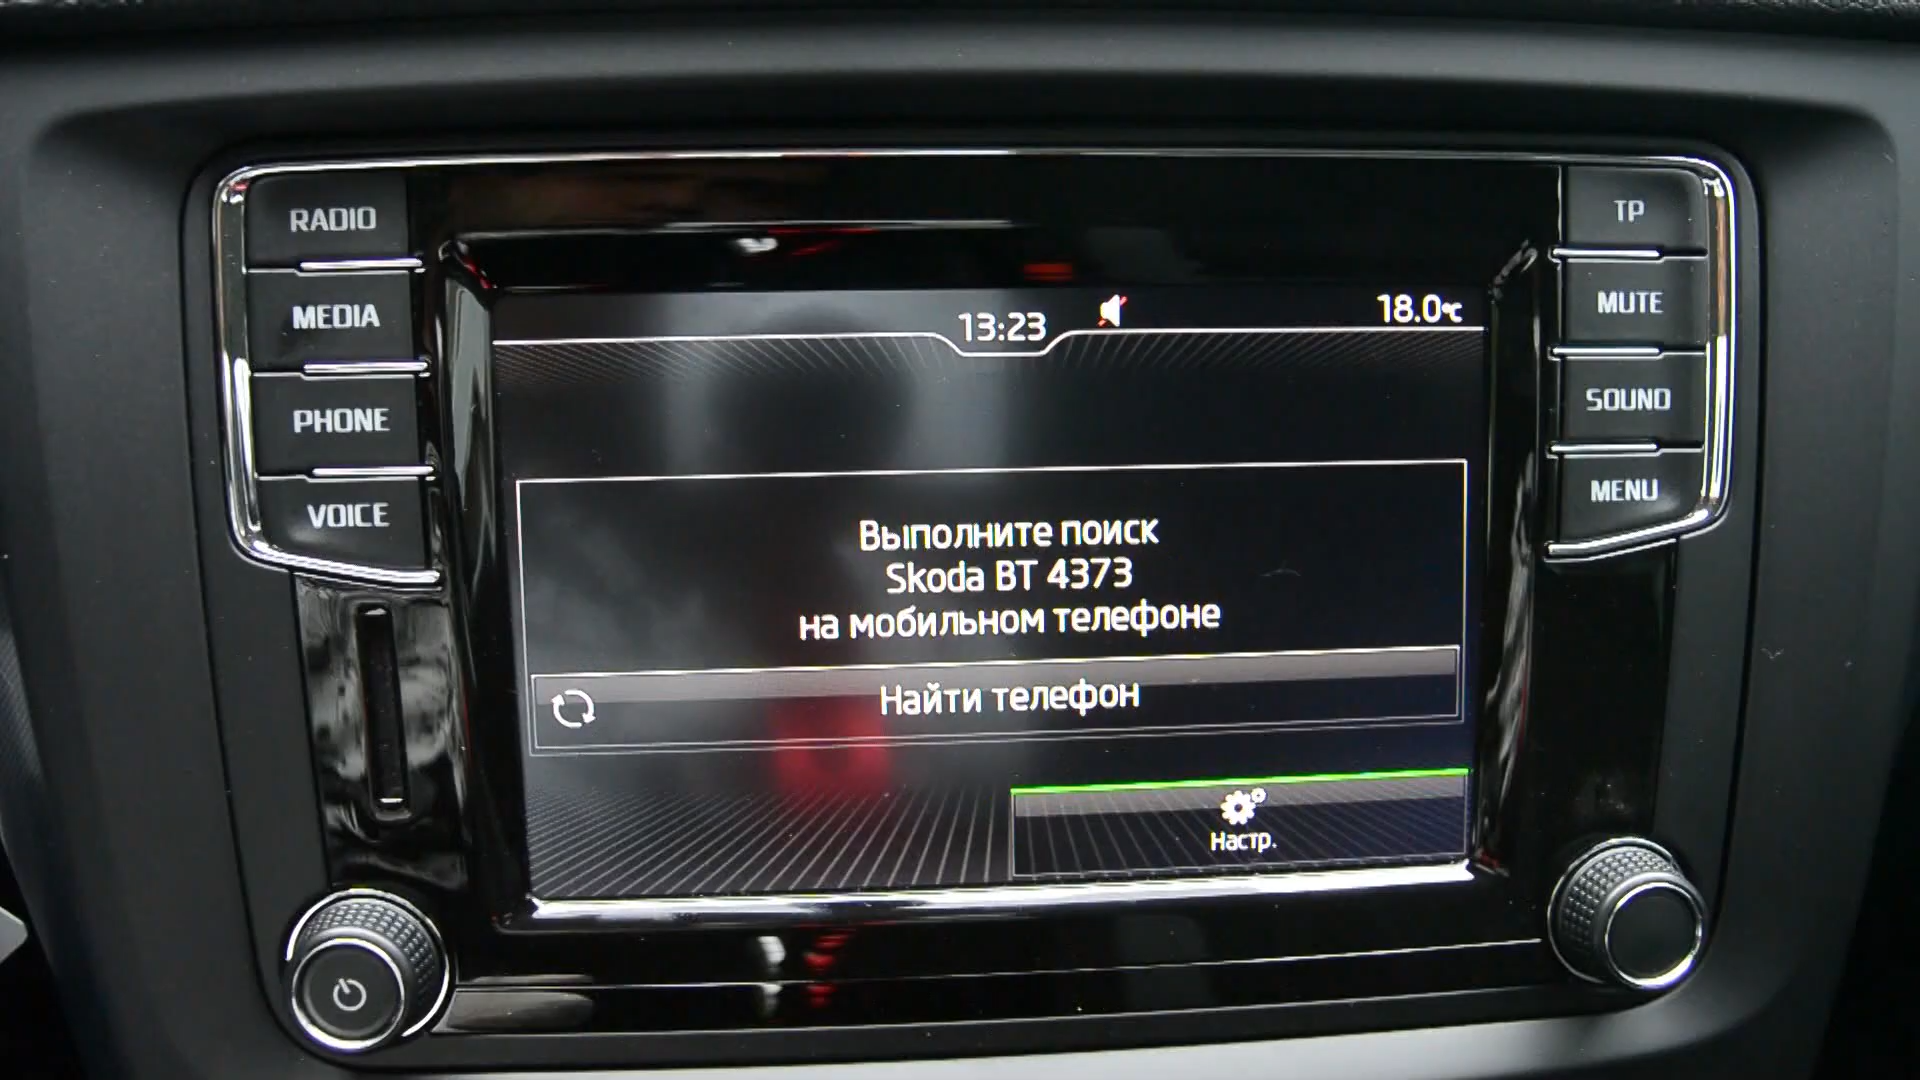 RADIO
MEDIA
PHONE
VOICE
13:23
18.0°C
Выполните поиск
Skoda BT 4373
на мобильном телефоне
Найти телефон
Настр.
TP
MUTE
SOUND
MENU